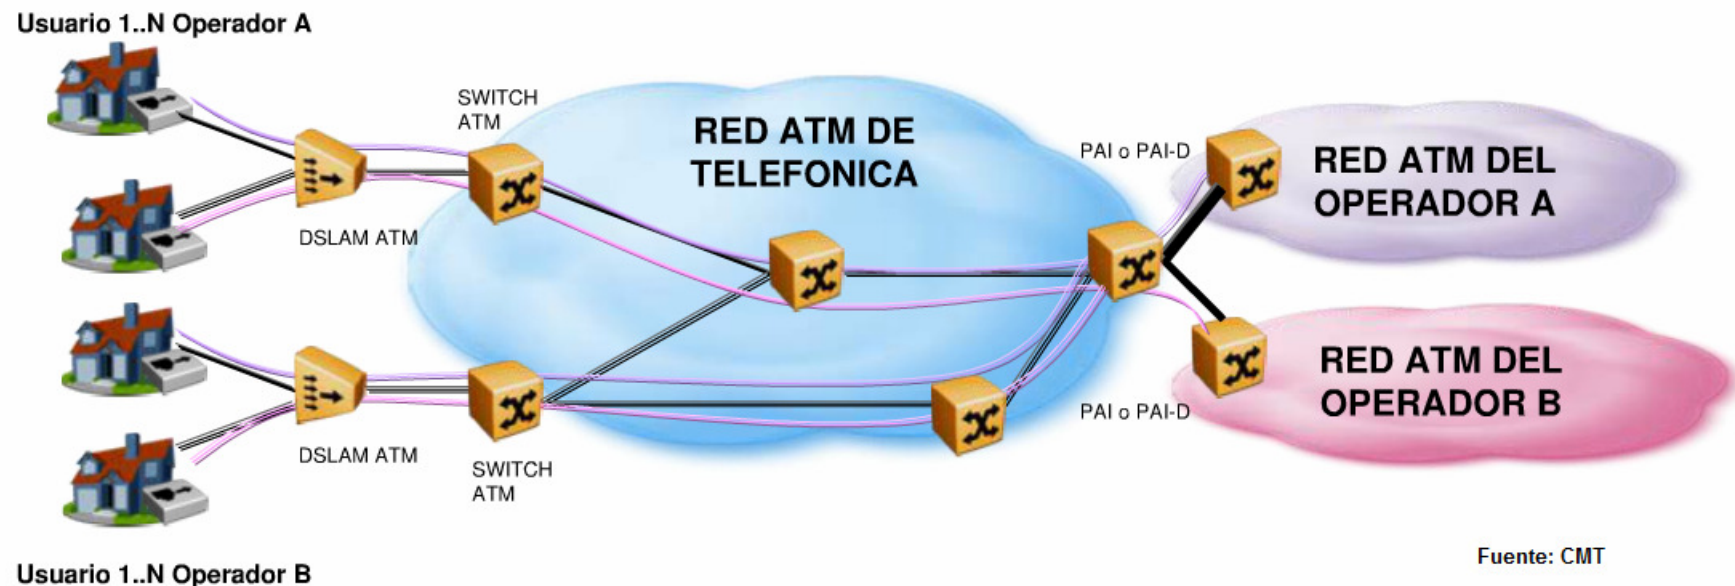 Usuario 1..N Operador A
SWITCH
ATM
RED ATM DE
TELEFONICA
PAI o PAI-D
RED ATM DEL
OPERADOR A
DSLAM ATM
RED ATM DEL
OPERADOR B
PAI o PAI-D
DSLAM ATM
SWITCH
ATM
Fuente: CMT
Usuario 1..N Operador B